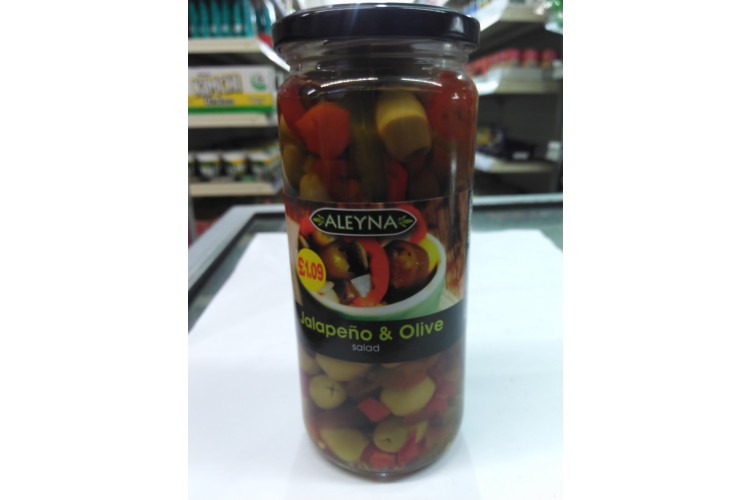 ALEYNA
£1.09
Jalapeño & Olive
salad